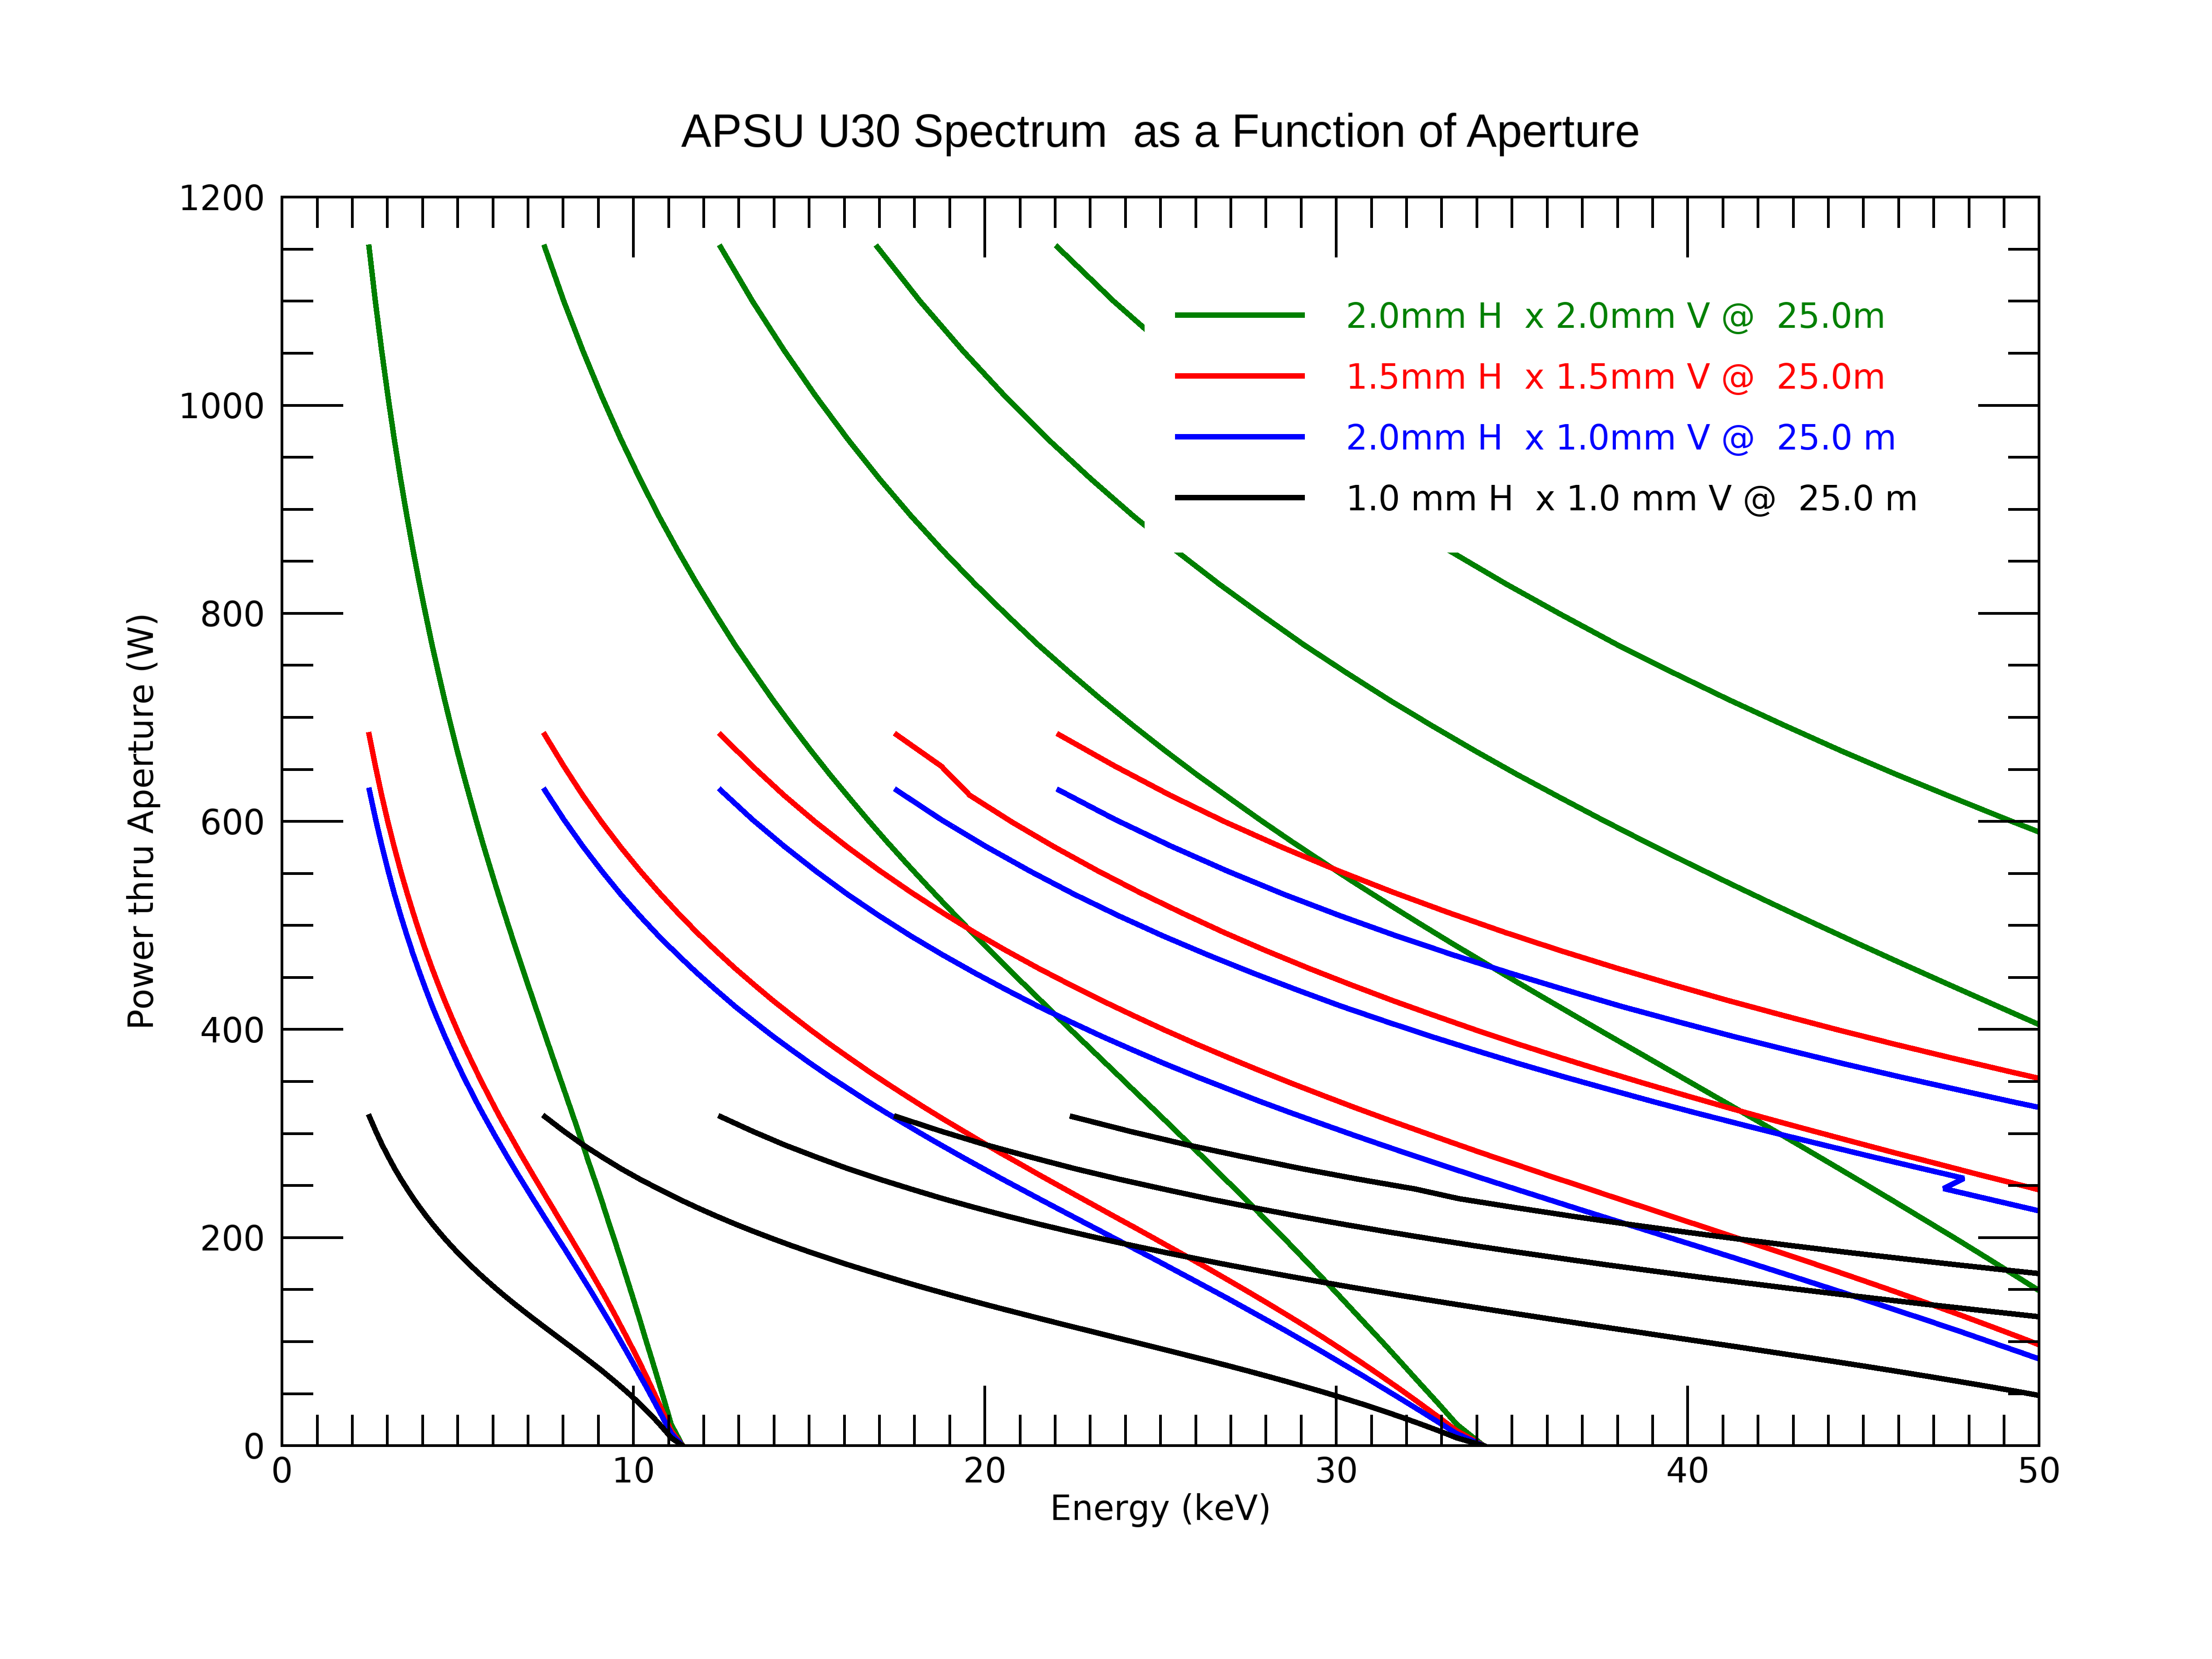 APSU U30 Spectrum  as a Function of Aperture
1200
1000
800
600
400
200
0
Power thru Aperture (W)
2.0mm H  x 2.0mm V @  25.0m
1.5mm H  x 1.5mm V @  25.0m
2.0mm H  x 1.0mm V @  25.0 m
1.0 mm H  x 1.0 mm V @  25.0 m
0 10 20 30 40 50
Energy (keV)